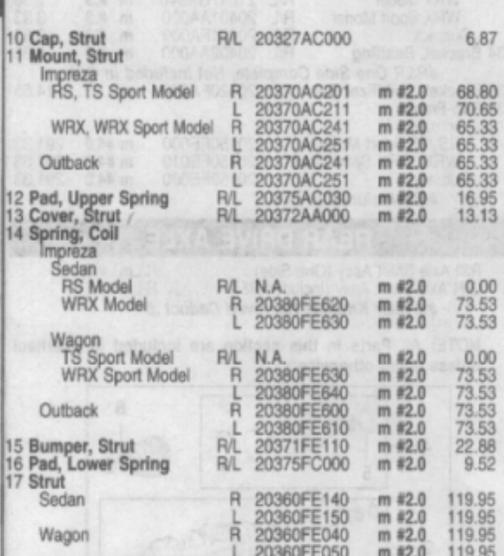 10 Cap, Strut R/L 20327AC000 6.87
11 Mount, Strut
Impreza
RS, TS Sport Model R/L 20370AC201 m #2.0 68.80
L 20370AC211 m #2.0 70.65
WRX, WRX Sport Model R 20370AC241 m #2.0 65.33
L 20370AC251 m #2.0 65.33
Outback R 20370AC241 m #2.0 65.33
L 20370AC251 m #2.0 65.33
12 Pad, Upper Spring R/L 20375AC030 m #2.0 16.95
13 Cover, Strut R/L 20372AA000 m #2.0 13.13
14 Spring, Coil
Impreza
Sedan
RS Model R/L N.A. m #2.0 0.00
WRX Model R 20380FE620 m #2.0 73.53
L 20380FE630 m #2.0 73.53
Wagon
TS Sport Model R/L N.A. m #2.0 0.00
WRX Sport Model R 20380FE630 m #2.0 73.53
L 20380FE640 m #2.0 73.53
Outback R 20380FE600 m #2.0 73.53
L 20380FE610 m #2.0 73.53
15 Bumper, Strut R/L 20371FE110 m #2.0 22.88
16 Pad, Lower Spring R/L 20375FC000 m #2.0 9.52
17 Strut
Sedan R 20360FE140 m #2.0 119.95
L 20360FE150 m #2.0 119.95
Wagon R 20360FE040 m #2.0 119.95
L 20360FE050 m #2.0 119.95